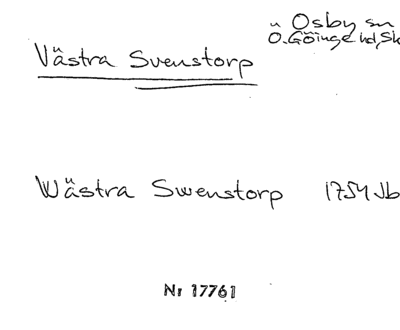 Västra Svenstorp
n Osby sn
Ö. Göinge hd, Sk
Wästra Swenstorp 1754 Jb
Nr 17761